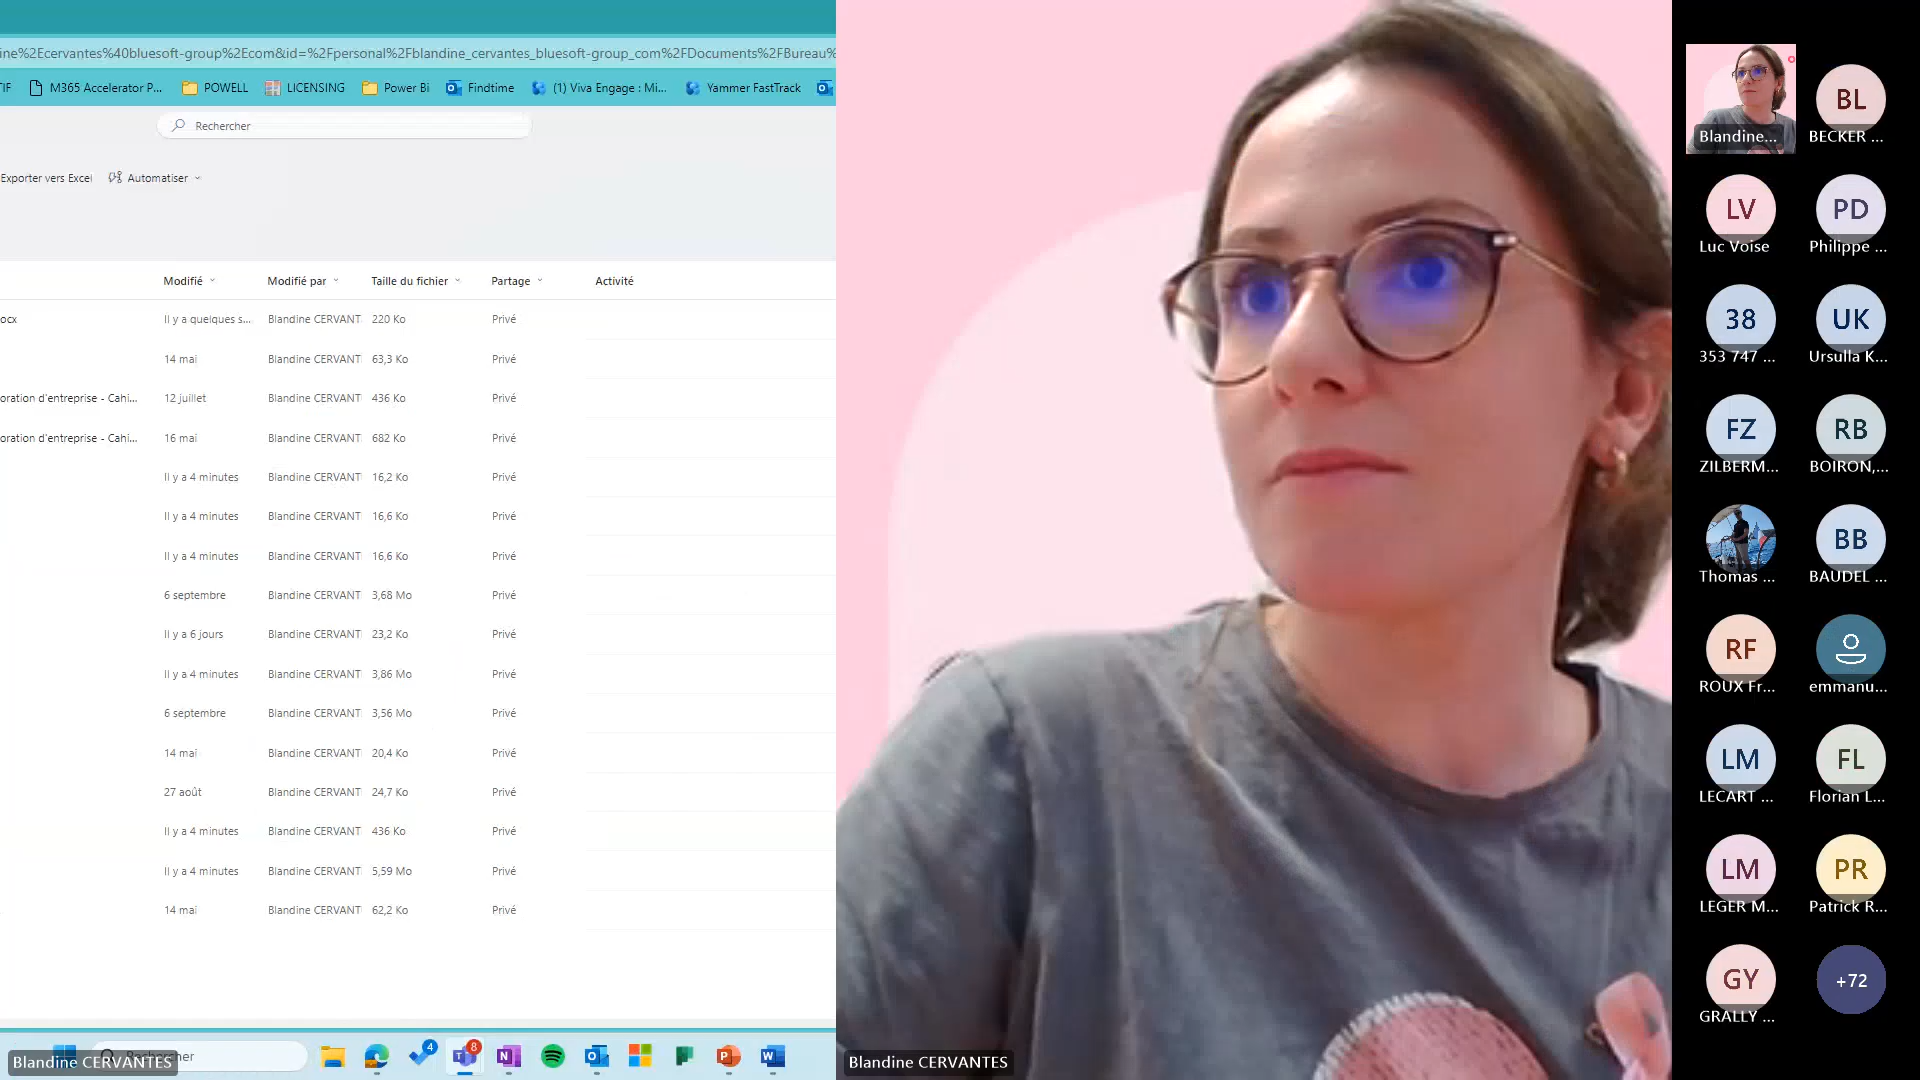 ine%2Ecervantes%40bluesoft-group%2Ecom&id=%2Fpersonal%2Fblandine_cervantes_bluesoft-group_com%2FDocuments%2FBureau%
IF M365 Accelerator P... POWELL LICENSING Power Bi Findtime (1) Viva Engage : Mi... Yammer FastTrack
Rechercher
Exporter vers Excel Automatiser
Modifié Modifié par Taille du fichier Partage Activité
ocx Il y a quelques s... Blandine CERVANT 220 Ko Privé
14 mai Blandine CERVANT 63,3 Ko Privé
oration d'entreprise - Cahi... 12 juillet Blandine CERVANT 436 Ko Privé
oration d'entreprise - Cahi... 16 mai Blandine CERVANT 682 Ko Privé
Il y a 4 minutes Blandine CERVANT 16,2 Ko Privé
Il y a 4 minutes Blandine CERVANT 16,6 Ko Privé
Il y a 4 minutes Blandine CERVANT 16,6 Ko Privé
6 septembre Blandine CERVANT 3,68 Mo Privé
Il y a 6 jours Blandine CERVANT 23,2 Ko Privé
Il y a 4 minutes Blandine CERVANT 3,86 Mo Privé
6 septembre Blandine CERVANT 3,56 Mo Privé
14 mai Blandine CERVANT 20,4 Ko Privé
27 août Blandine CERVANT 24,7 Ko Privé
Il y a 4 minutes Blandine CERVANT 436 Ko Privé
Il y a 4 minutes Blandine CERVANT 5,59 Mo Privé
14 mai Blandine CERVANT 62,2 Ko Privé
Rechercher
4
8
Blandine CERVANTES
Blandine CERVANTES
BL
Blandine... BECKER ...
LV PD
Luc Voise Philippe ...
38 UK
353 747 ... Ursulla K...
FZ RB
ZILBERM... BOIRON,...
BB
Thomas ... BAUDEL ...
RF
ROUX Fr... emmanu...
LM FL
LECART ... Florian L...
LM PR
LEGER M... Patrick R...
GY +72
GRALLY ...